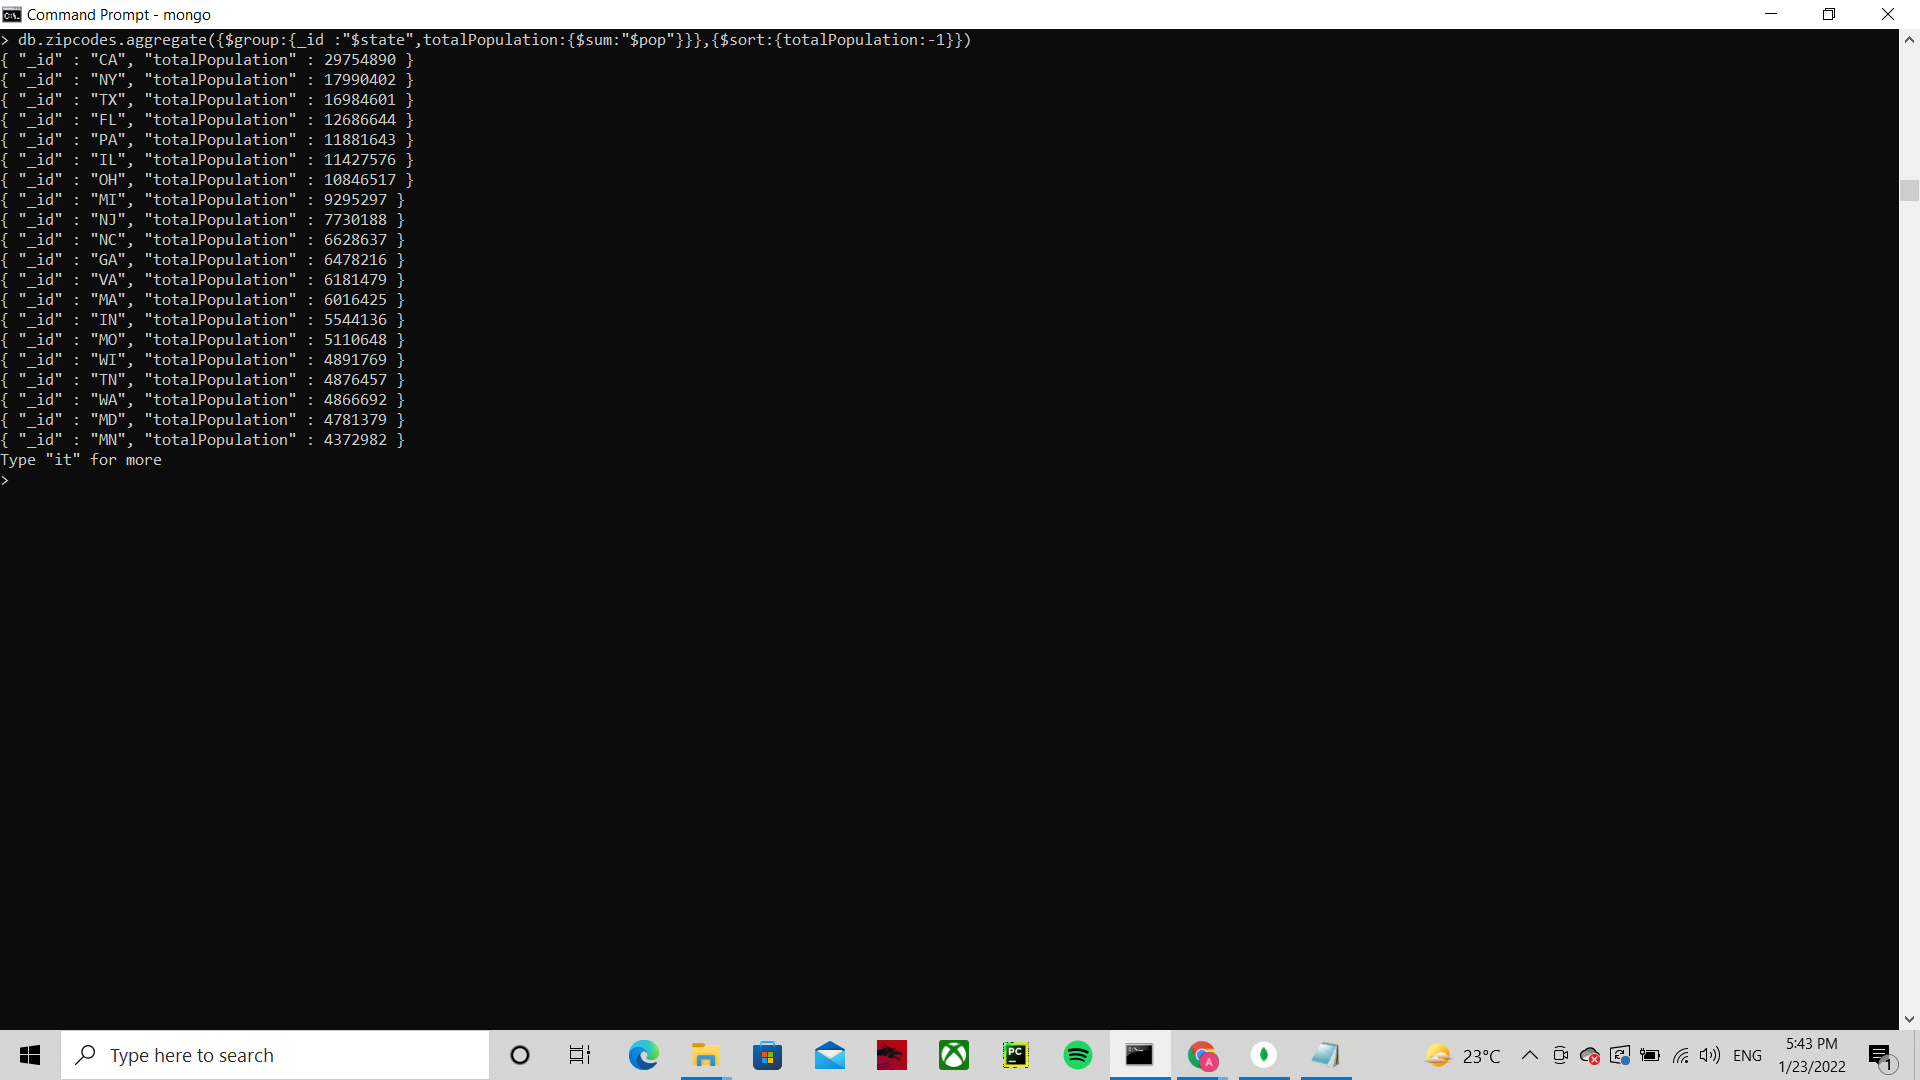 Command Prompt - mongo
> db.zipcodes.aggregate({$group:{_id :"$state",totalPopulation:{$sum:"$pop"}}},{$sort:{totalPopulation:-1}})
{ "_id" : "CA", "totalPopulation" : 29754890 }
{ "_id" : "NY", "totalPopulation" : 17990402 }
{ "_id" : "TX", "totalPopulation" : 16984601 }
{ "_id" : "FL", "totalPopulation" : 12686644 }
{ "_id" : "PA", "totalPopulation" : 11881643 }
{ "_id" : "IL", "totalPopulation" : 11427576 }
{ "_id" : "OH", "totalPopulation" : 10846517 }
{ "_id" : "MI", "totalPopulation" : 9295297 }
{ "_id" : "NJ", "totalPopulation" : 7730188 }
{ "_id" : "NC", "totalPopulation" : 6628637 }
{ "_id" : "GA", "totalPopulation" : 6478216 }
{ "_id" : "VA", "totalPopulation" : 6181479 }
{ "_id" : "MA", "totalPopulation" : 6016425 }
{ "_id" : "IN", "totalPopulation" : 5544136 }
{ "_id" : "MO", "totalPopulation" : 5110648 }
{ "_id" : "WI", "totalPopulation" : 4891769 }
{ "_id" : "TN", "totalPopulation" : 4876457 }
{ "_id" : "WA", "totalPopulation" : 4866692 }
{ "_id" : "MD", "totalPopulation" : 4781379 }
{ "_id" : "MN", "totalPopulation" : 4372982 }
Type "it" for more
>
Type here to search
PC
A
23°C
ENG
5:43 PM
1/23/2022
1